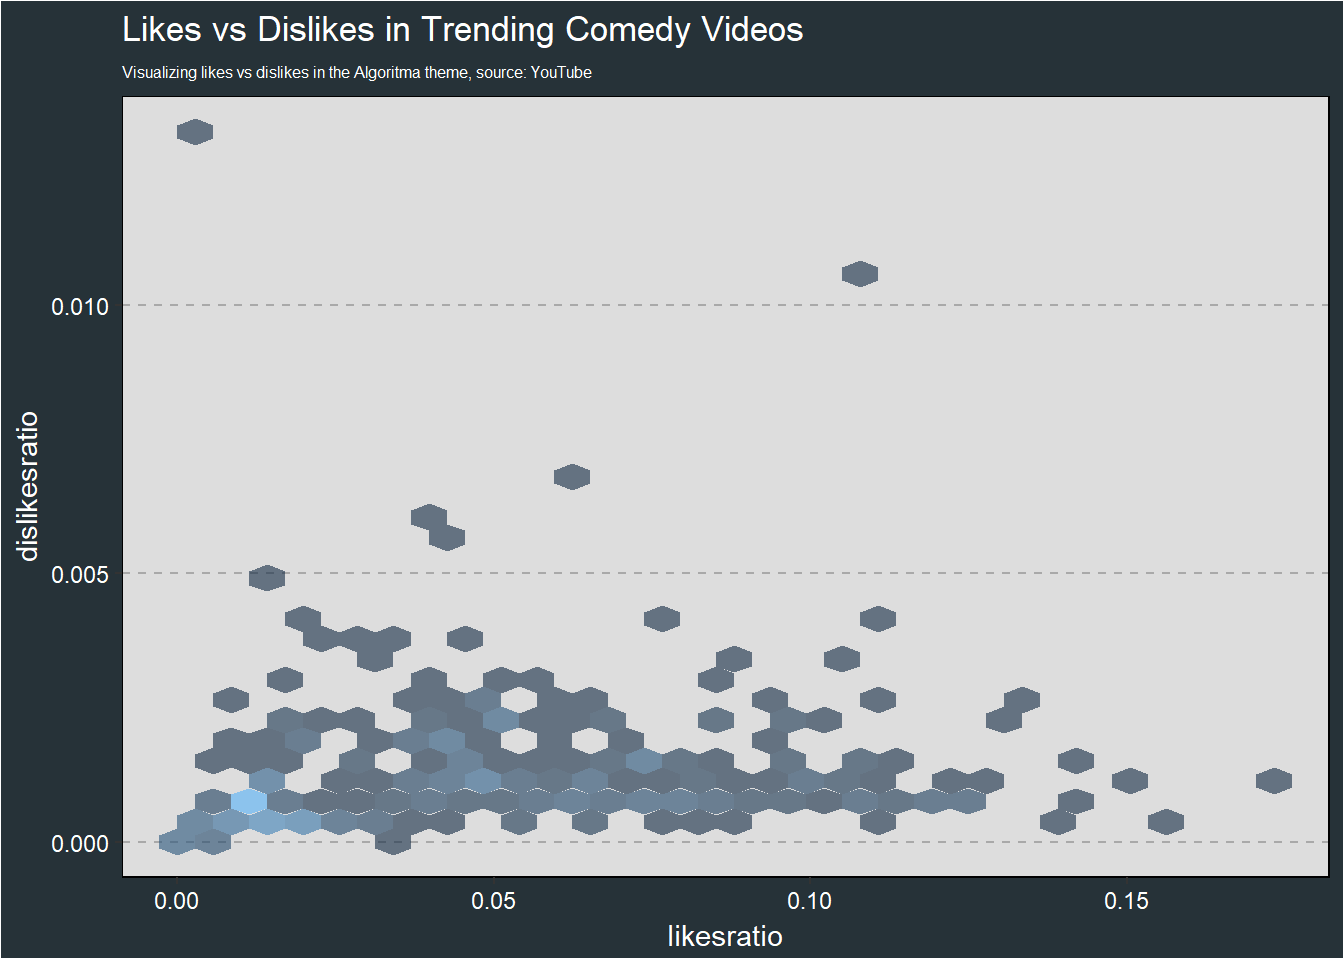 Likes vs Dislikes in Trending Comedy Videos
Visualizing likes vs dislikes in the Algoritma theme, source: YouTube
dislikesratio
0.010
0.005
0.000
0.00
0.05
0.10
0.15
likesratio